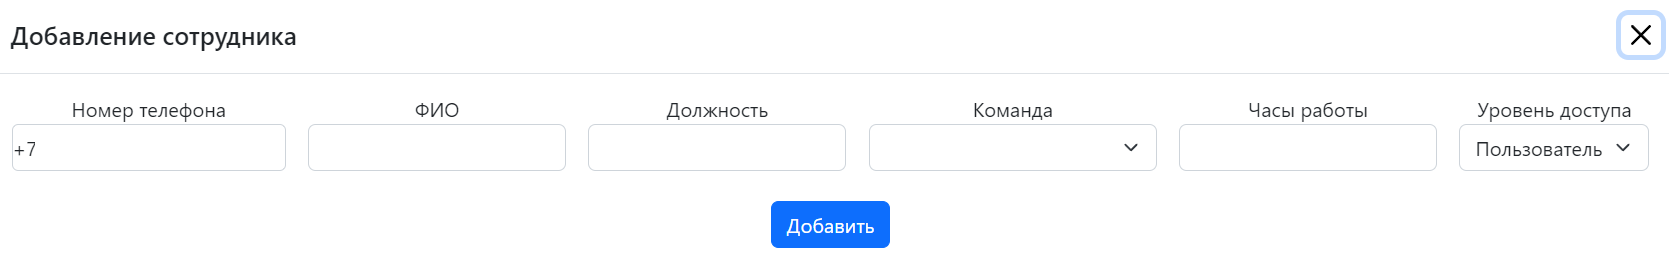 Добавление сотрудника
Номер телефона ФИО Должность Команда Часы работы Уровень доступа
+7 Пользователь
Добавить